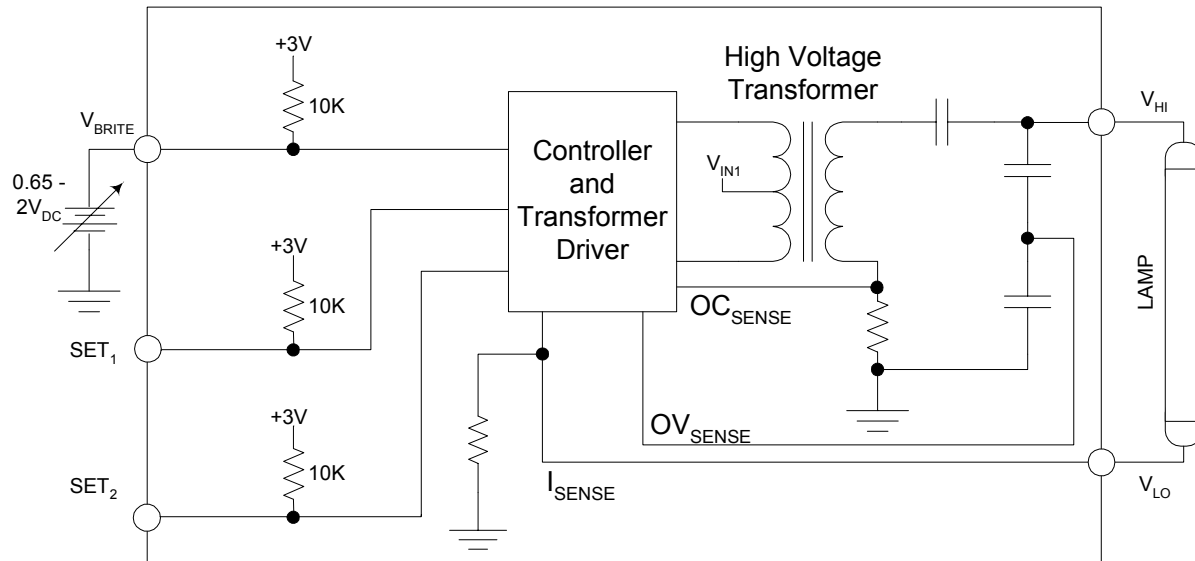 +3V
10K
V_BRITE
0.65 -
2V_DC
+3V
10K
SET_1
+3V
10K
SET_2
Controller
and
Transformer
Driver
High Voltage
Transformer
V_IN1
OC_SENSE
OV_SENSE
I_SENSE
V_HI
LAMP
V_LO